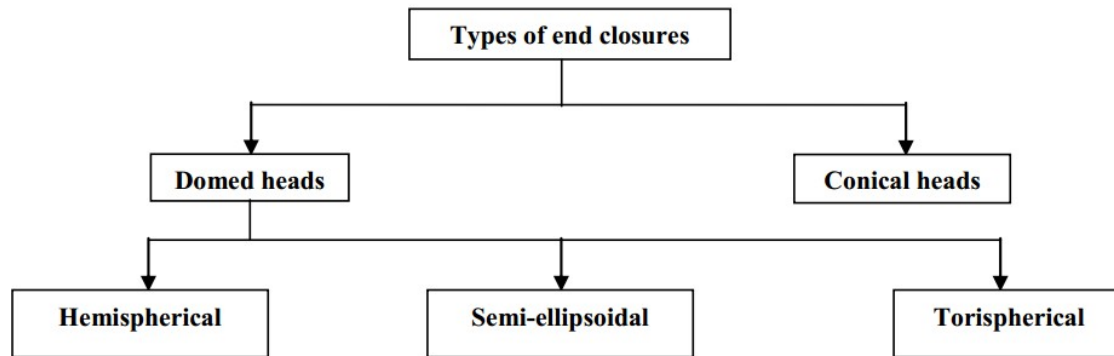 Types of end closures
Domed heads
Conical heads
Hemispherical
Semi-ellipsoidal
Torispherical